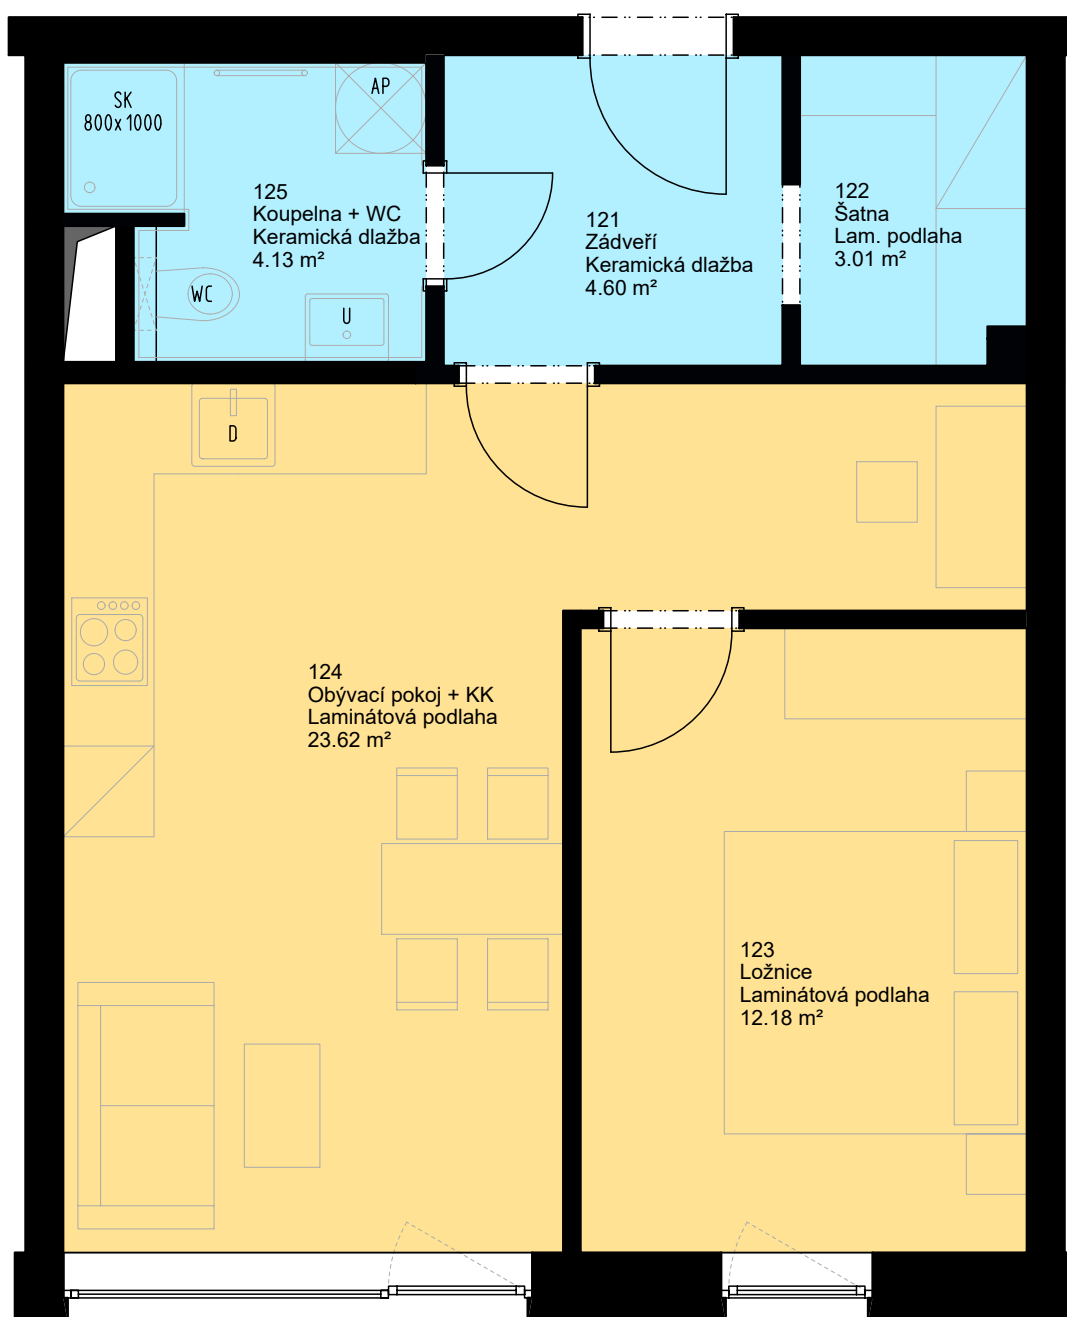 SK
800x1000
AP
125
Koupelna + WC
Keramická dlažba
4.13 m²
WC
U
121
Zádveří
Keramická dlažba
4.60 m²
122
Šatna
Lam. podlaha
3.01 m²
D
124
Obývací pokoj + KK
Laminátová podlaha
23.62 m²
123
Ložnice
Laminátová podlaha
12.18 m²